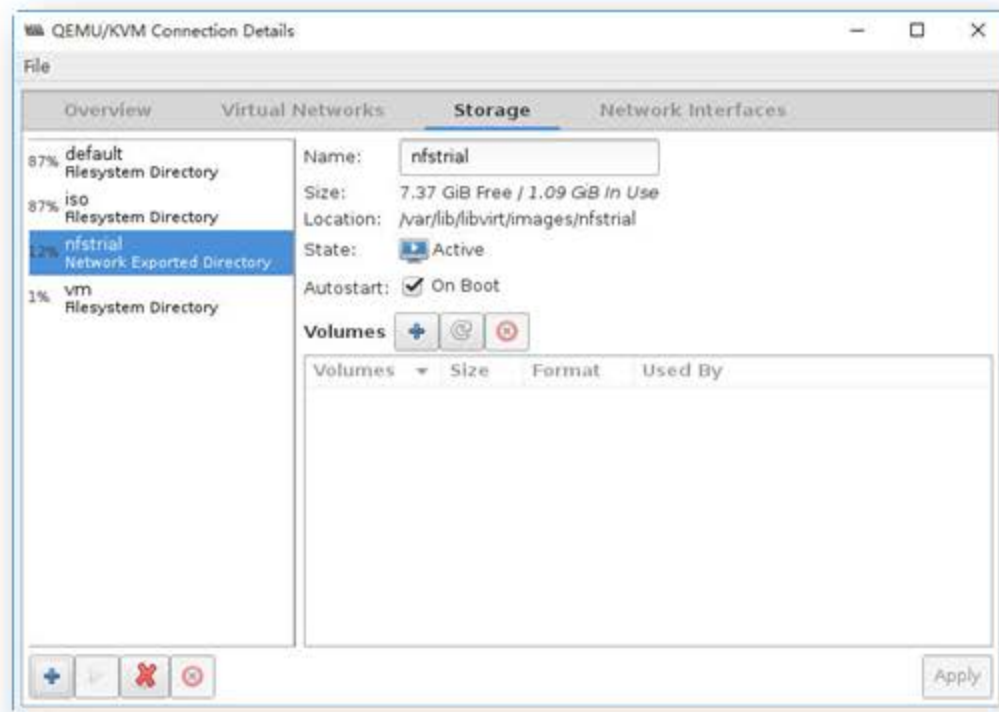 QEMU/KVM Connection Details
File
Overview Virtual Networks Storage Network Interfaces
87% default
Filesystem Directory
87% iso
Filesystem Directory
12% nfstrial
Network Exported Directory
1% vm
Filesystem Directory
Name: nfstrial
Size: 7.37 GiB Free / 1.09 GiB In Use
Location: /var/lib/libvirt/images/nfstrial
State: Active
Autostart: On Boot
Volumes
Volumes Size Format Used By
Apply